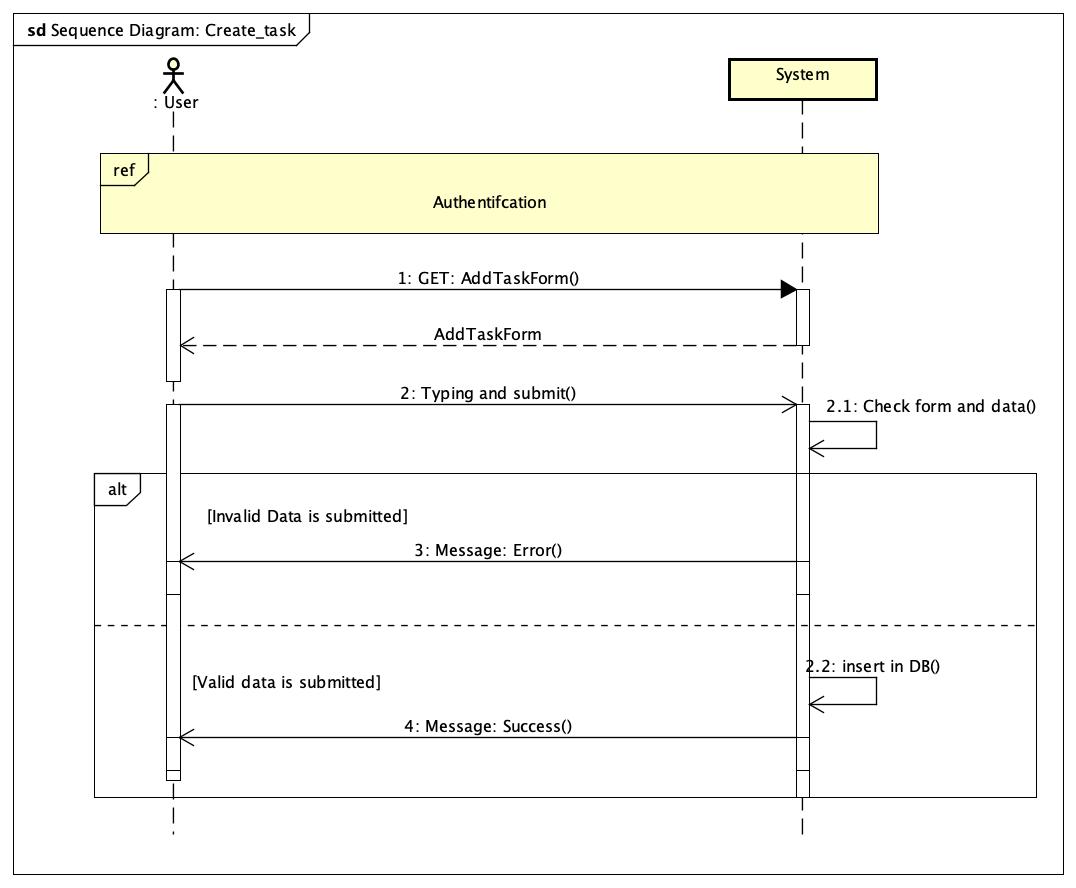 sd Sequence Diagram: Create_task
: User
System
ref
Authentifcation
1: GET: AddTaskForm()
AddTaskForm
2: Typing and submit()
2.1: Check form and data()
alt
[Invalid Data is submitted]
3: Message: Error()
2.2: insert in DB()
[Valid data is submitted]
4: Message: Success()